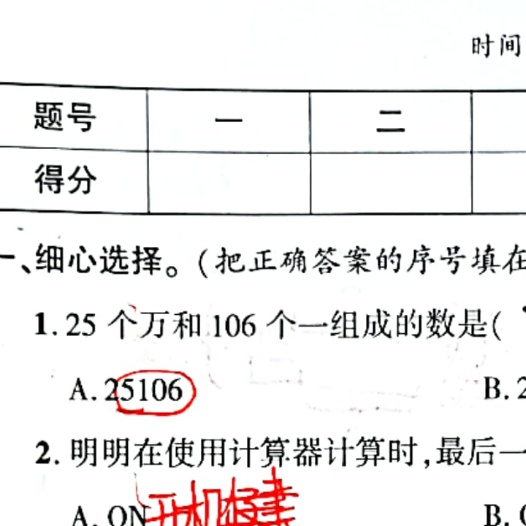 时间
题号 一 二
得分
一、细心选择。(把正确答案的序号填在
1. 25 个万和 106 个一组成的数是(
A. 25106 B. 2
2. 明明在使用计算器计算时,最后一
A. ON 开机键 B.